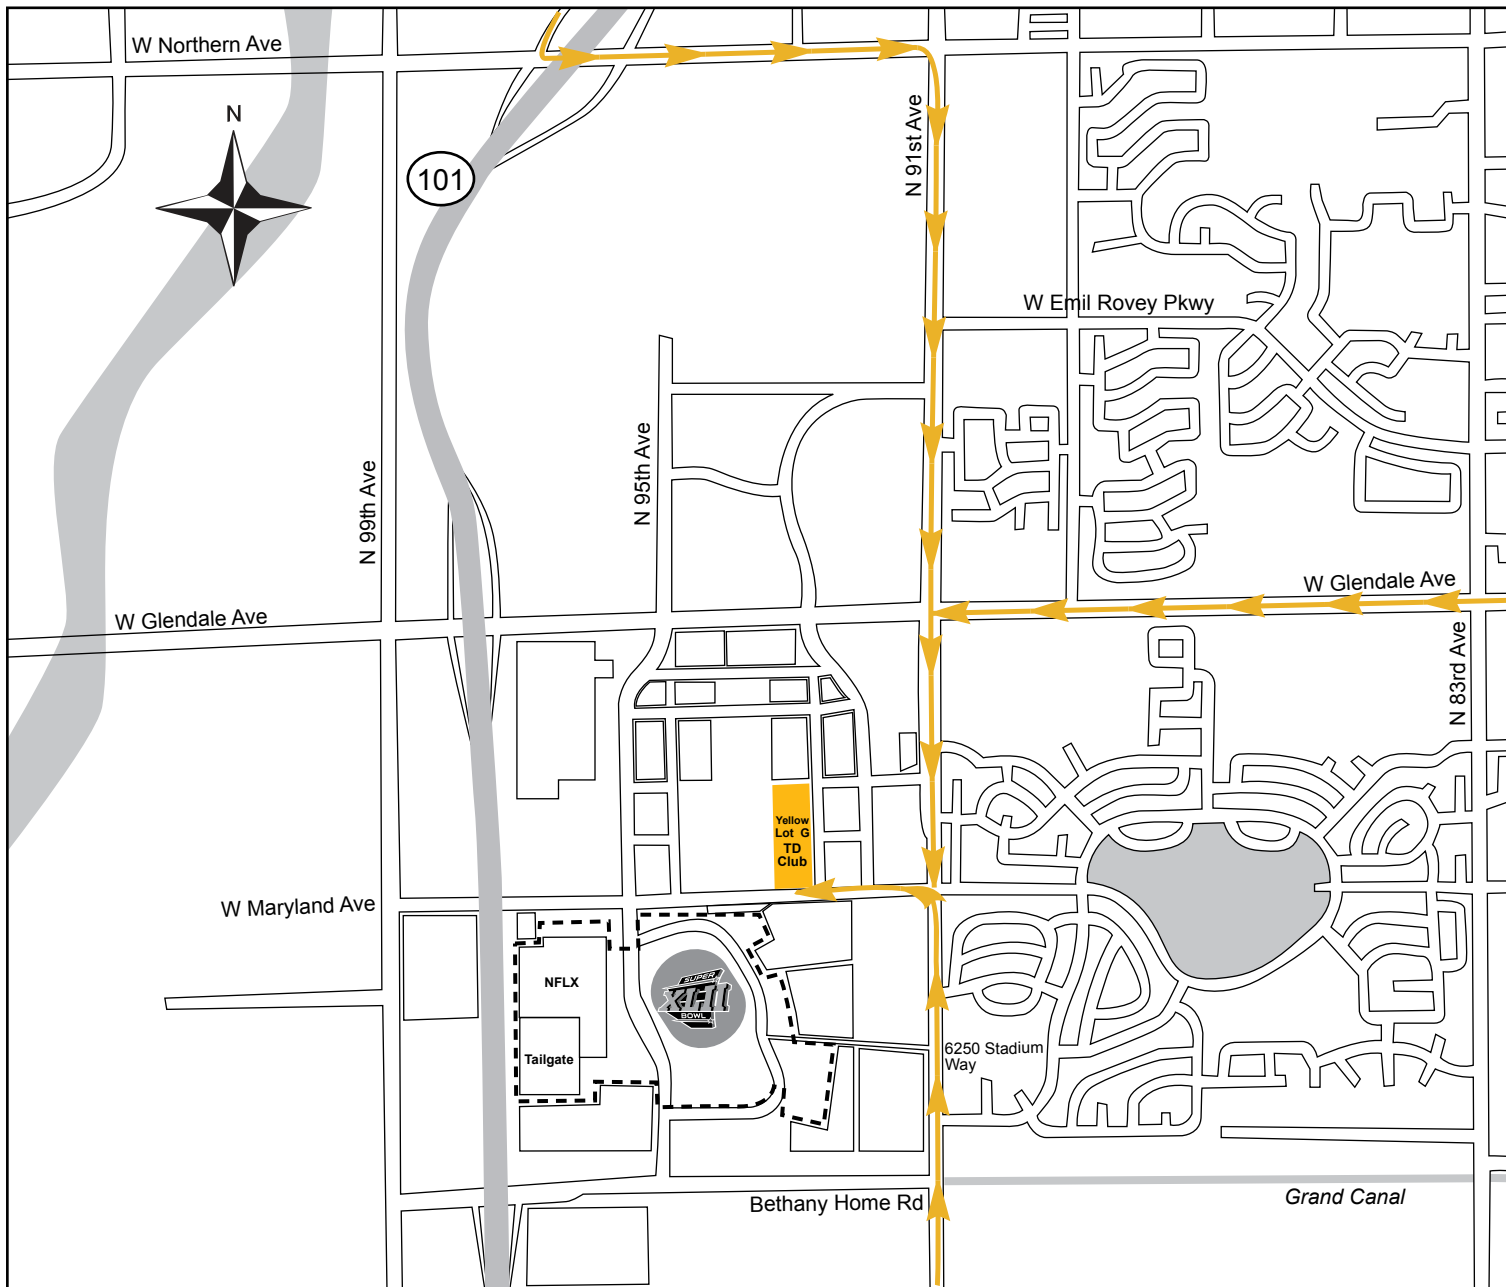 W Northern Ave
N
101
N 91st Ave
W Emil Rovey Pkwy
N 95th Ave
N 99th Ave
W Glendale Ave
W Glendale Ave
N 83rd Ave
Yellow
Lot G
TD
Club
W Maryland Ave
SUPER
XLII
BOWL
NFLX
Tailgate
6250 Stadium
Way
Bethany Home Rd
Grand Canal